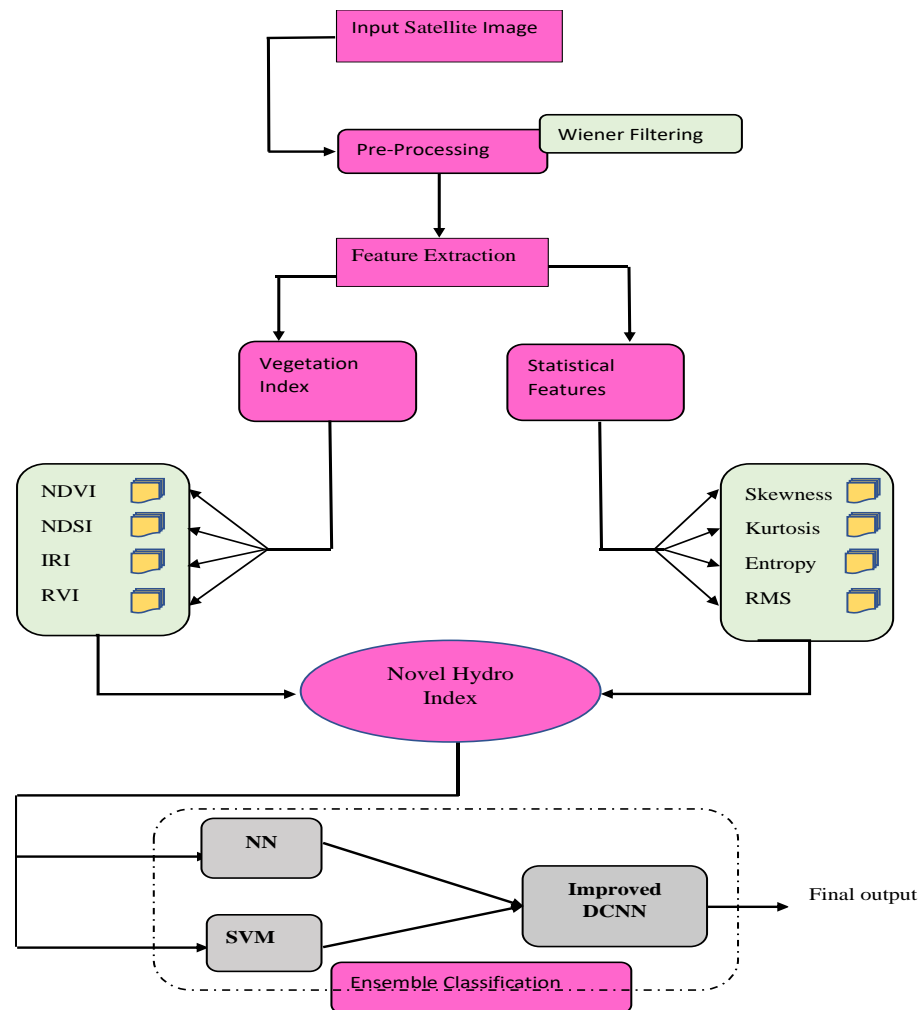 Input Satellite Image
Wiener Filtering
Pre-Processing
Feature Extraction
Vegetation
Index
Statistical
Features
NDVI
NDSI
IRI
RVI
Skewness
Kurtosis
Entropy
RMS
Novel Hydro
Index
NN
SVM
Improved
DCNN
Final output
Ensemble Classification